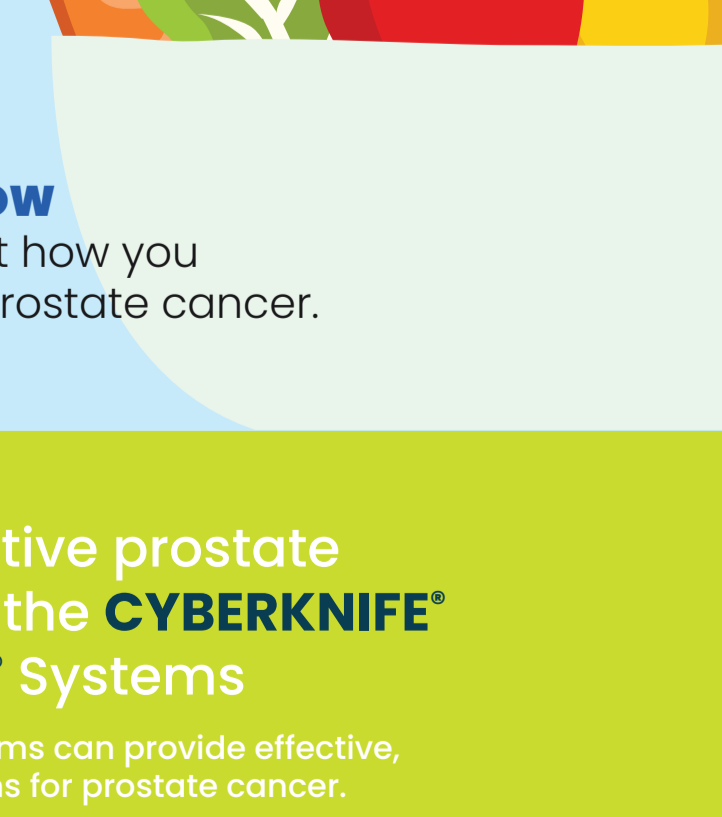 ow
t how you
rostate cancer.
tive prostate
the CYBERKNIFE®
® Systems
ms can provide effective,
ns for prostate cancer.